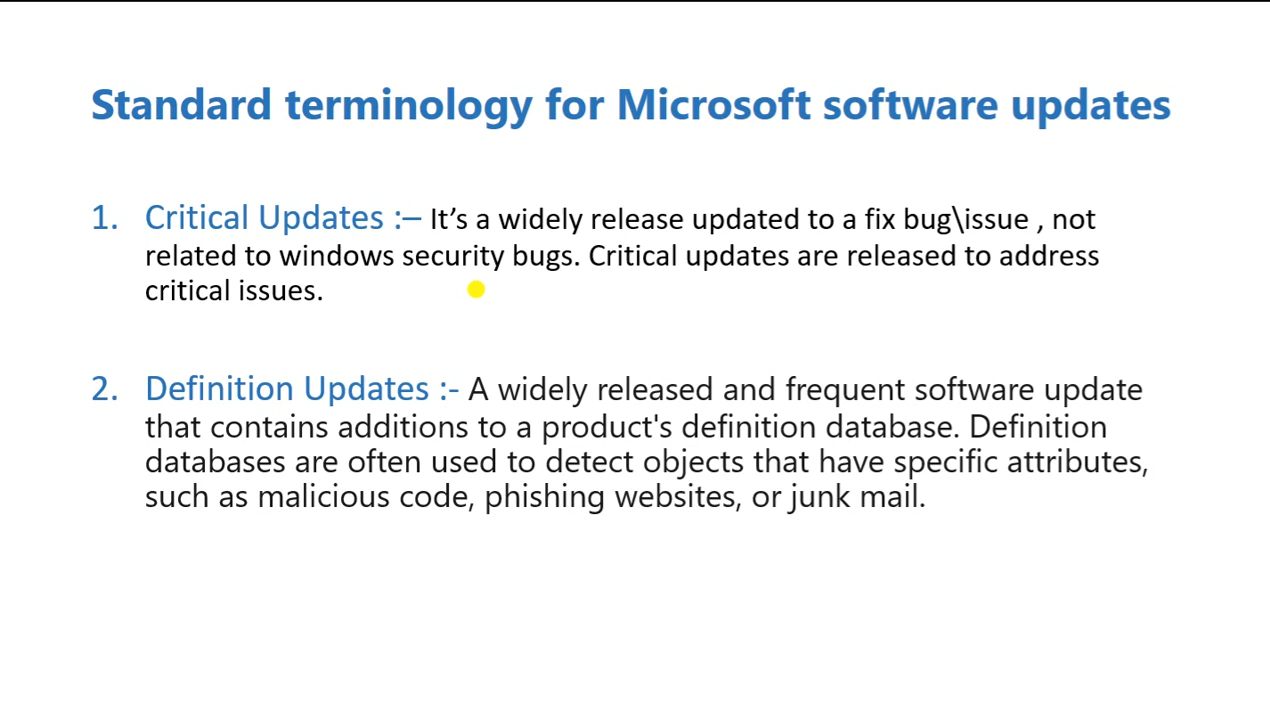 Standard terminology for Microsoft software updates
1. Critical Updates :– It’s a widely release updated to a fix bug\issue , not
related to windows security bugs. Critical updates are released to address
critical issues.
2. Definition Updates :- A widely released and frequent software update
that contains additions to a product's definition database. Definition
databases are often used to detect objects that have specific attributes,
such as malicious code, phishing websites, or junk mail.